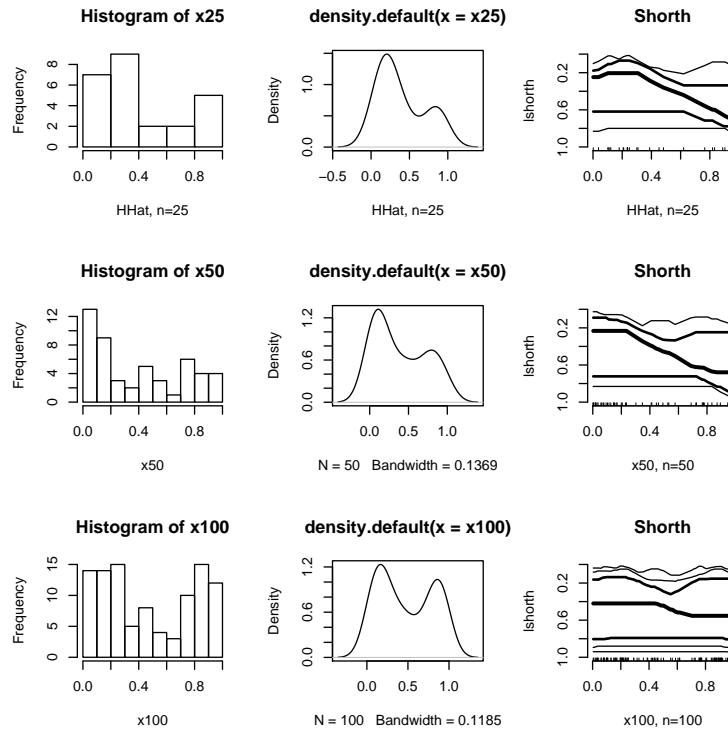 Histogram of x25
Frequency
0 2 4 6 8
0.0 0.4 0.8
HHat, n=25
density.default(x = x25)
Density
0.0 1.0
−0.5 0.0 0.5 1.0
HHat, n=25
Shorth
lshorth
1.0 0.6 0.2
0.0 0.4 0.8
HHat, n=25
Histogram of x50
Frequency
0 4 8 12
0.0 0.4 0.8
x50
density.default(x = x50)
Density
0.0 0.6 1.2
0.0 0.5 1.0
N = 50 Bandwidth = 0.1369
Shorth
lshorth
1.0 0.6 0.2
0.0 0.4 0.8
x50, n=50
Histogram of x100
Frequency
0 5 10 15
0.0 0.4 0.8
x100
density.default(x = x100)
Density
0.0 0.6 1.2
0.0 0.5 1.0
N = 100 Bandwidth = 0.1185
Shorth
lshorth
1.0 0.6 0.2
0.0 0.4 0.8
x100, n=100